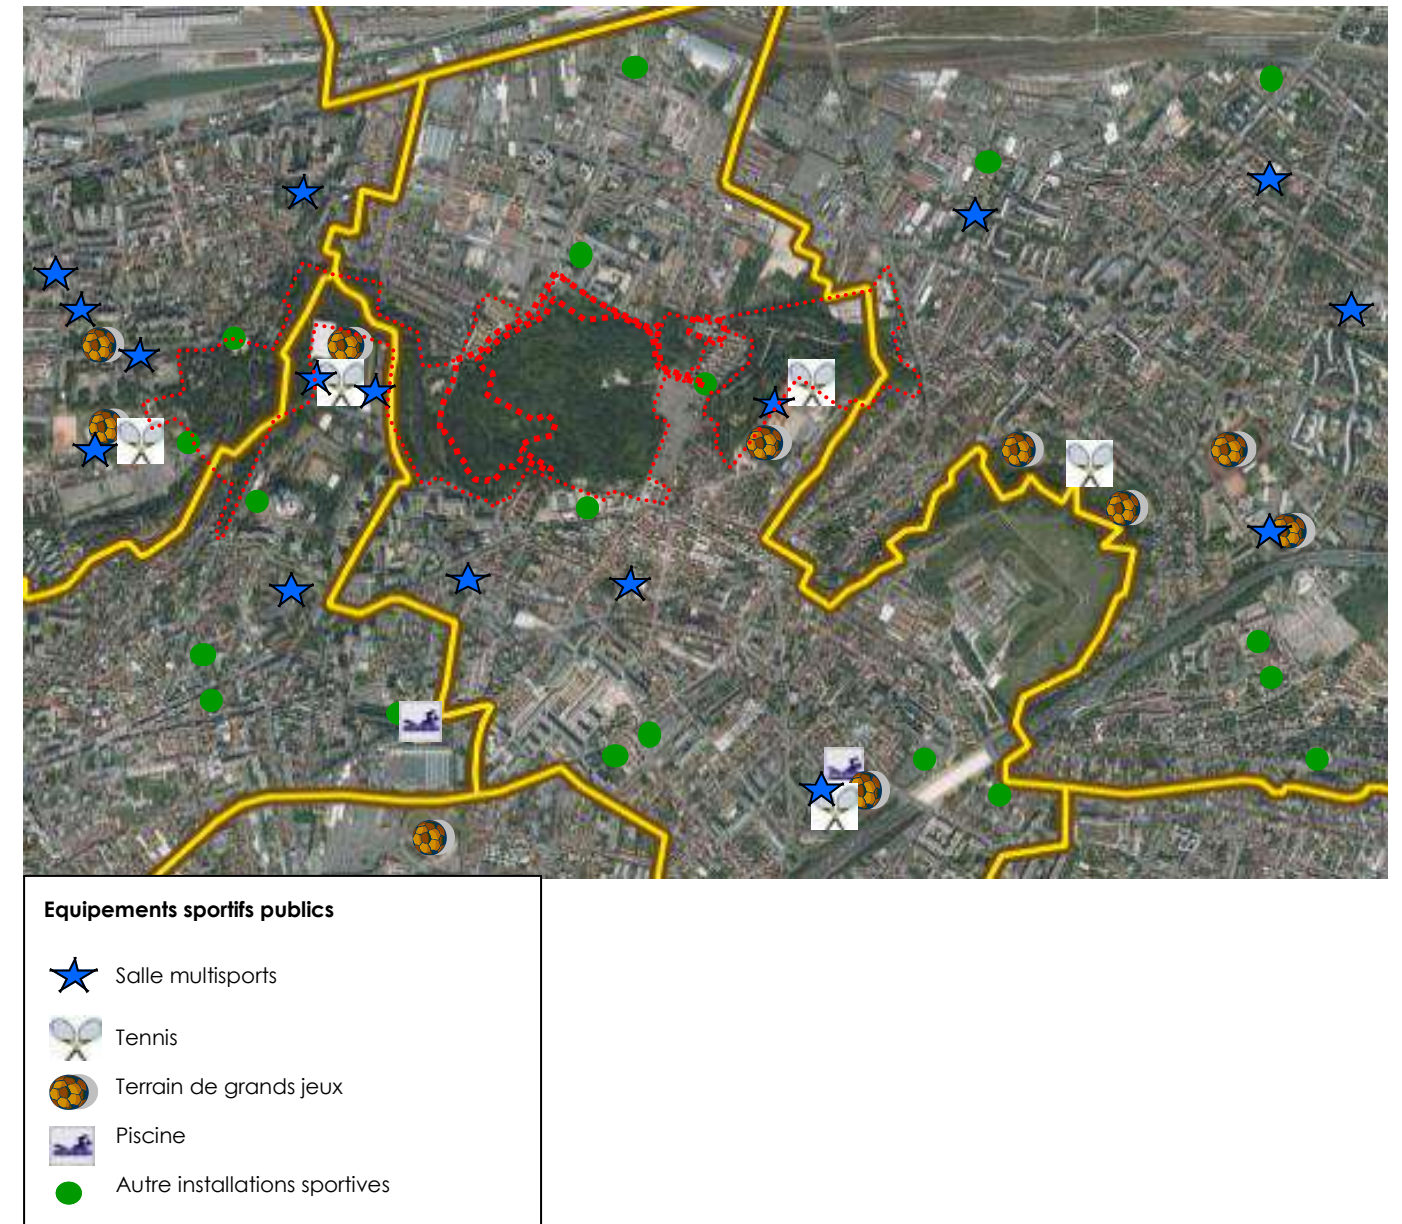 Equipements sportifs publics
Salle multisports
Tennis
Terrain de grands jeux
Piscine
Autre installations sportives